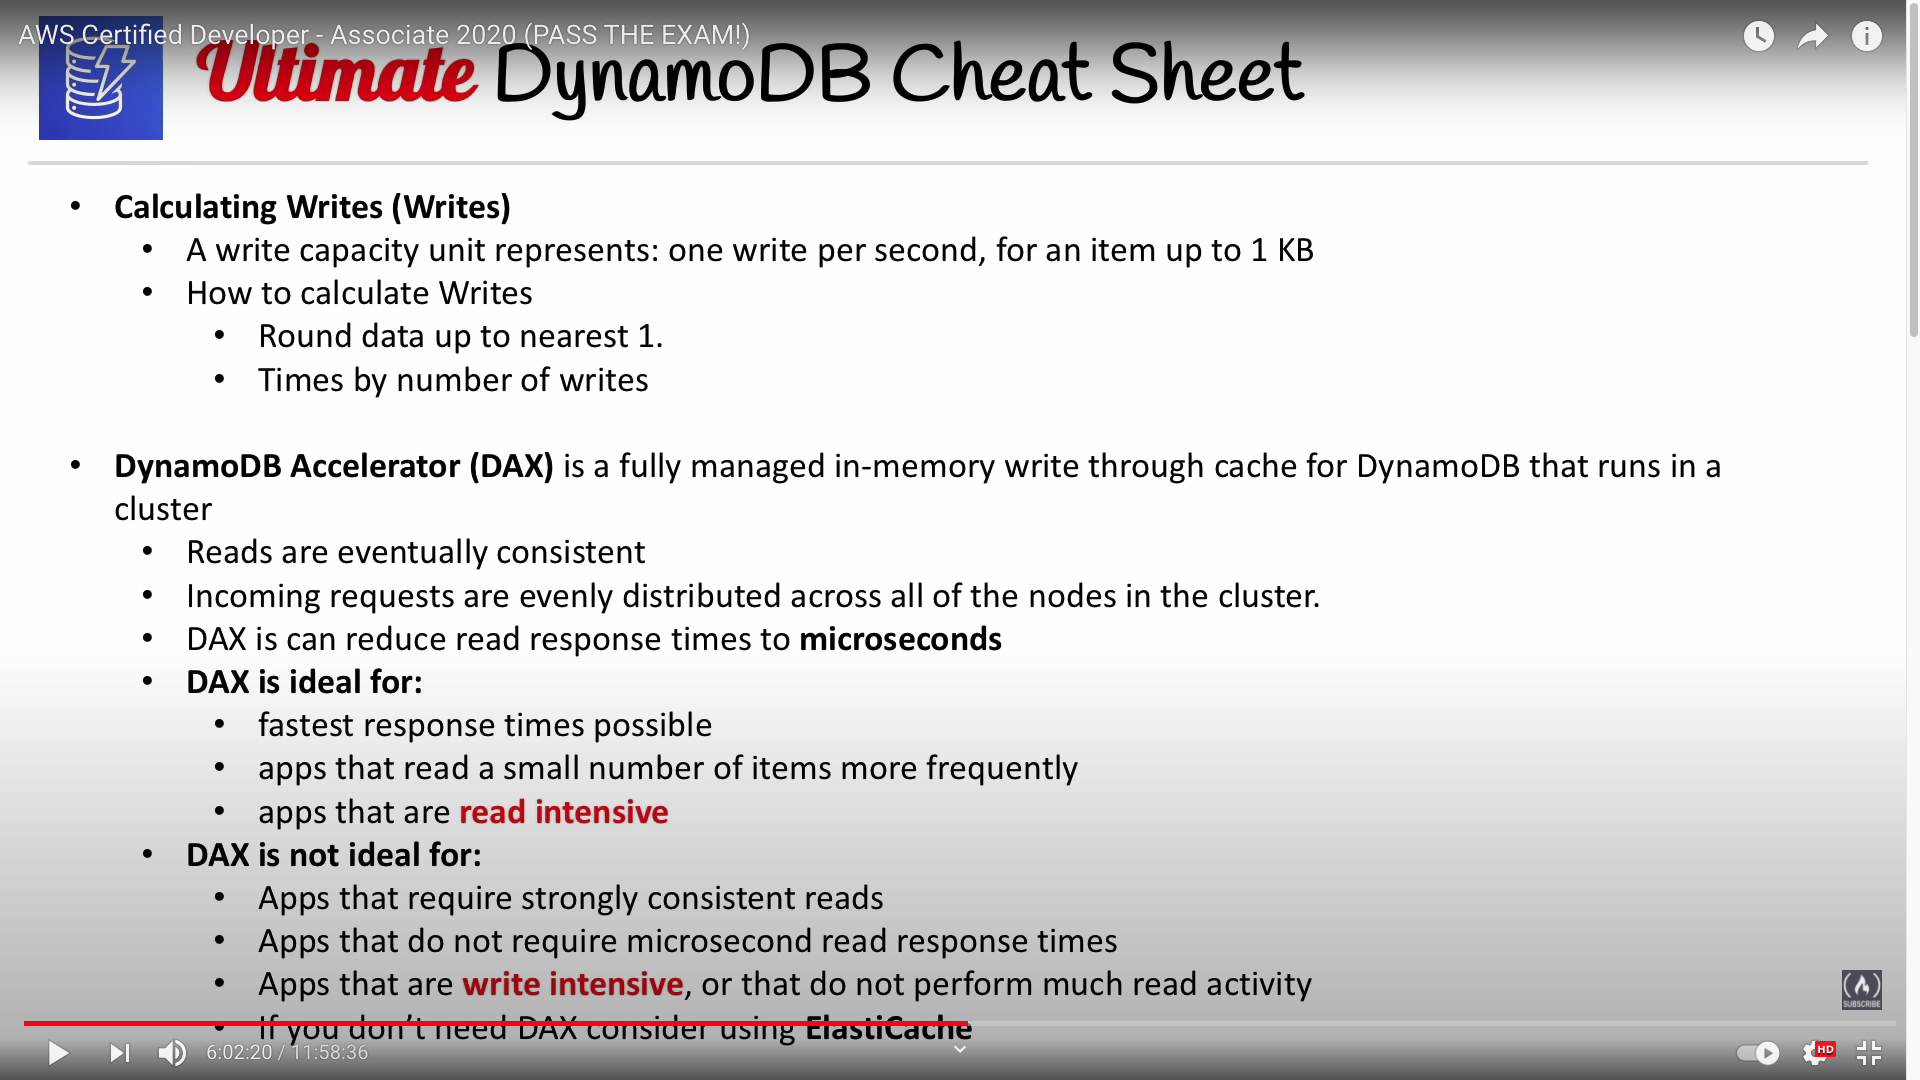 AWS Certified Developer - Associate 2020 (PASS THE EXAM!)
Ultimate DynamoDB Cheat Sheet
• Calculating Writes (Writes)
• A write capacity unit represents: one write per second, for an item up to 1 KB
• How to calculate Writes
• Round data up to nearest 1.
• Times by number of writes
• DynamoDB Accelerator (DAX) is a fully managed in-memory write through cache for DynamoDB that runs in a
cluster
• Reads are eventually consistent
• Incoming requests are evenly distributed across all of the nodes in the cluster.
• DAX is can reduce read response times to microseconds
• DAX is ideal for:
• fastest response times possible
• apps that read a small number of items more frequently
• apps that are read intensive
• DAX is not ideal for:
• Apps that require strongly consistent reads
• Apps that do not require microsecond read response times
• Apps that are write intensive, or that do not perform much read activity
• If you don’t need DAX consider using ElastiCache
SUBSCRIBE
6:02:20 / 11:58:36
HD